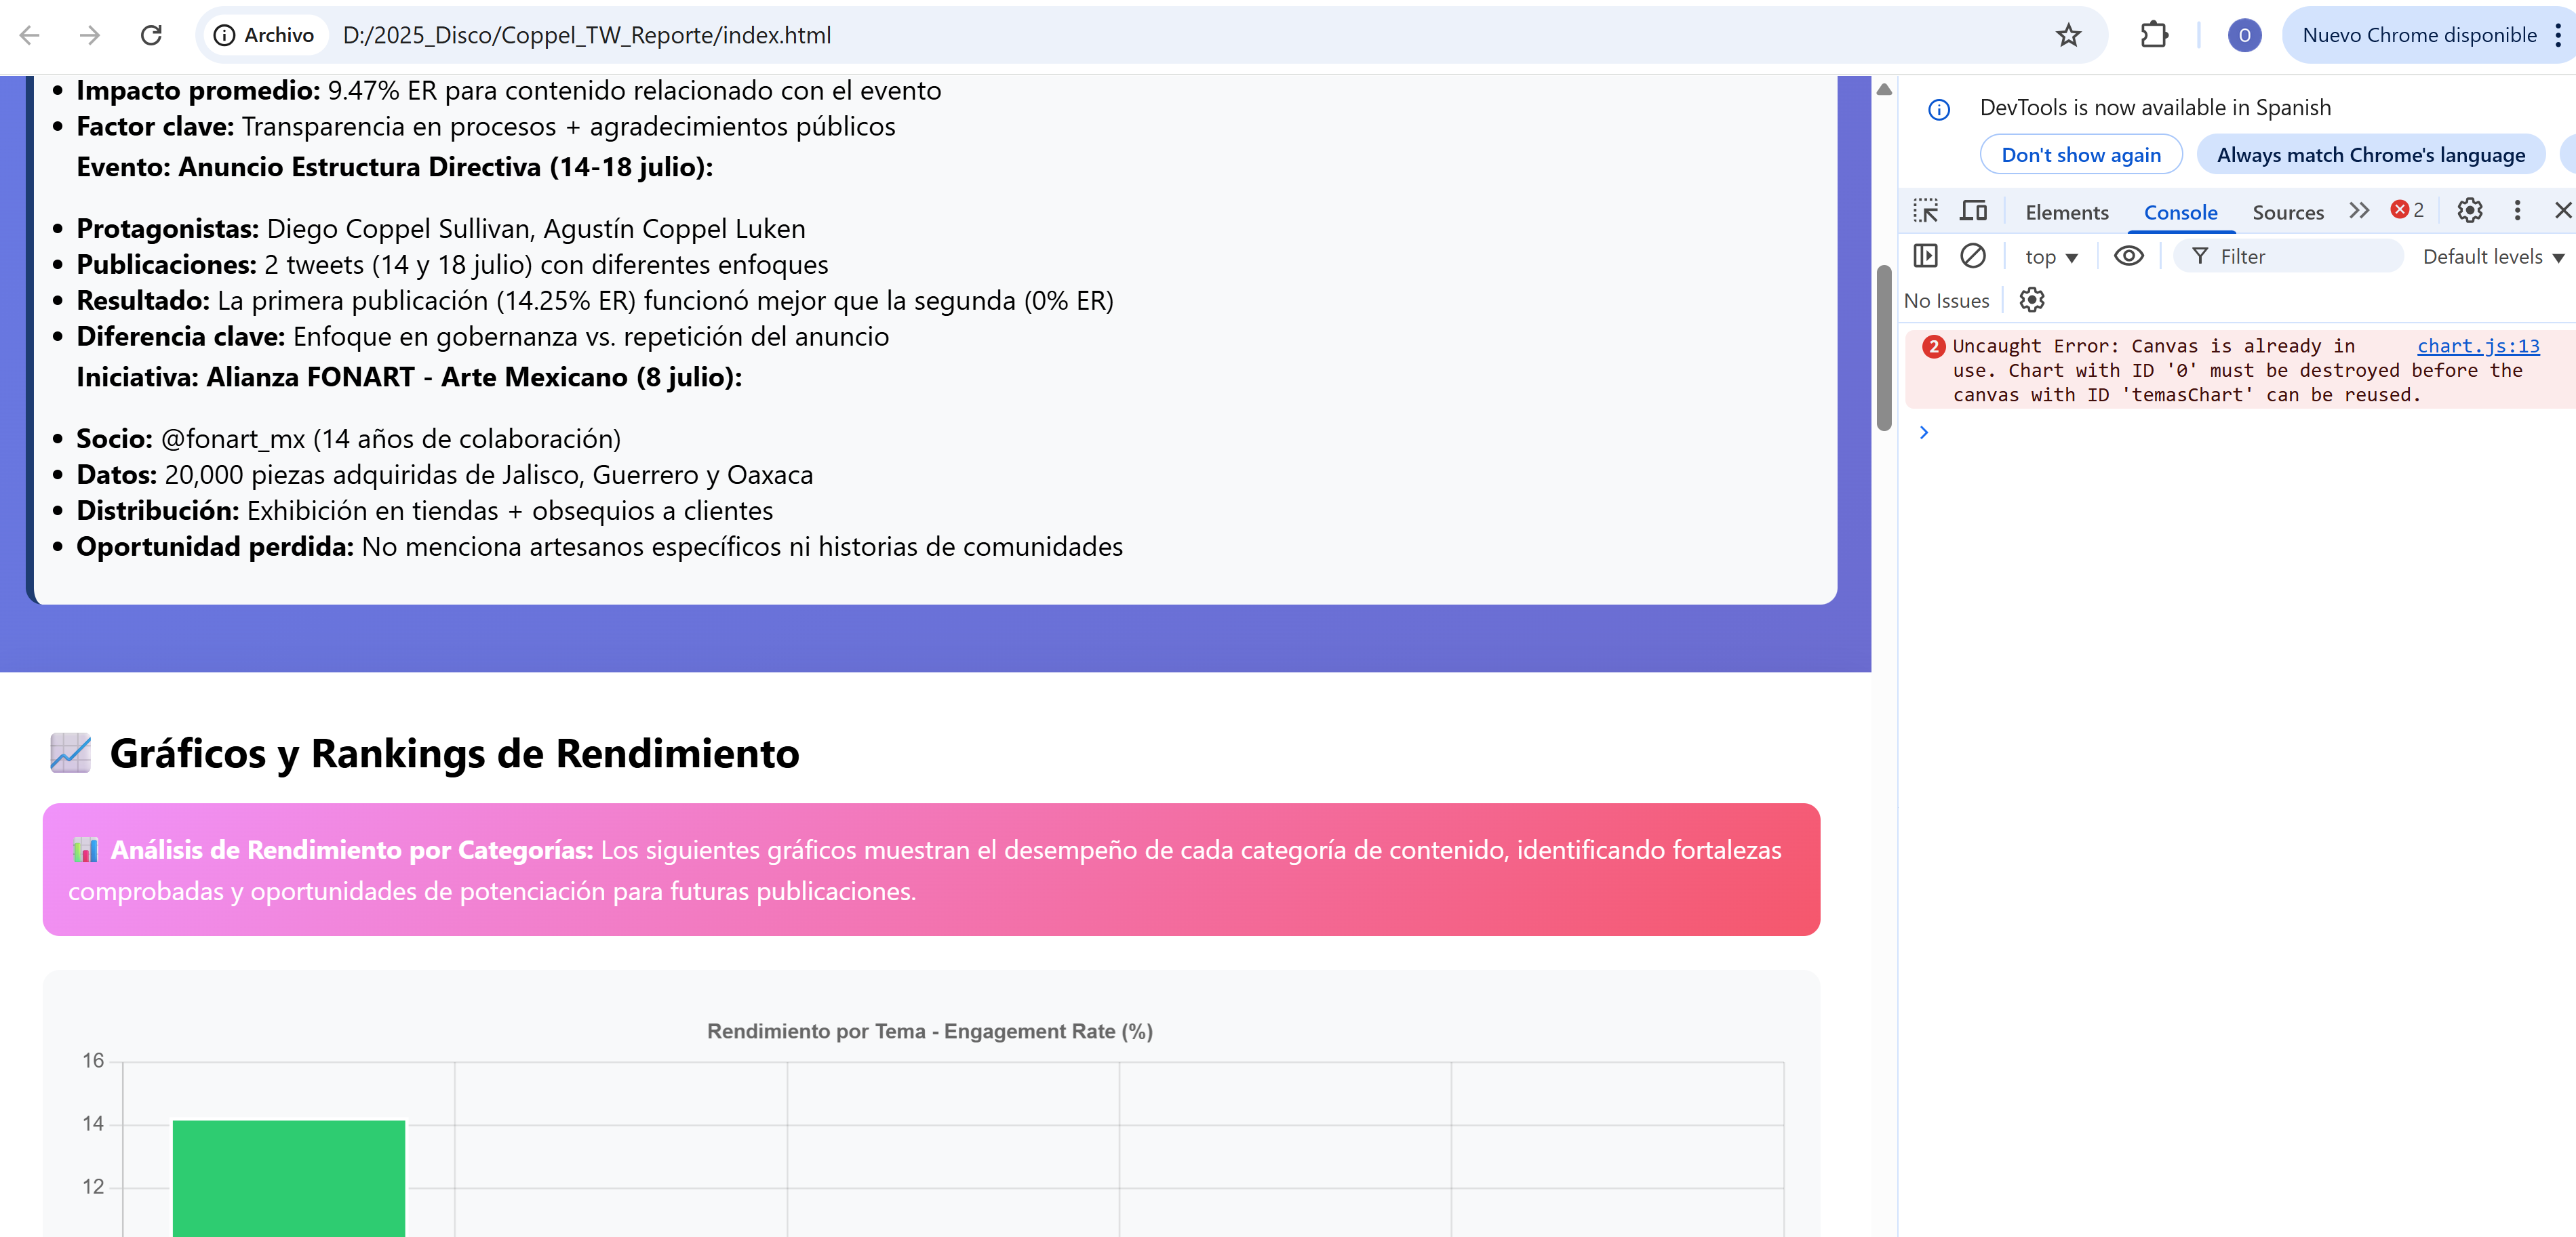 Archivo
D:/2025_Disco/Coppel_TW_Reporte/index.html
O
Nuevo Chrome disponible
Impacto promedio: 9.47% ER para contenido relacionado con el evento
Factor clave: Transparencia en procesos + agradecimientos públicos
Evento: Anuncio Estructura Directiva (14-18 julio):
Protagonistas: Diego Coppel Sullivan, Agustín Coppel Luken
Publicaciones: 2 tweets (14 y 18 julio) con diferentes enfoques
Resultado: La primera publicación (14.25% ER) funcionó mejor que la segunda (0% ER)
Diferencia clave: Enfoque en gobernanza vs. repetición del anuncio
Iniciativa: Alianza FONART - Arte Mexicano (8 julio):
Socio: @fonart_mx (14 años de colaboración)
Datos: 20,000 piezas adquiridas de Jalisco, Guerrero y Oaxaca
Distribución: Exhibición en tiendas + obsequios a clientes
Oportunidad perdida: No menciona artesanos específicos ni historias de comunidades
Gráficos y Rankings de Rendimiento
Análisis de Rendimiento por Categorías: Los siguientes gráficos muestran el desempeño de cada categoría de contenido, identificando fortalezas
comprobadas y oportunidades de potenciación para futuras publicaciones.
Rendimiento por Tema - Engagement Rate (%)
16
14
12
DevTools is now available in Spanish
Don't show again
Always match Chrome's language
Elements
Console
Sources
2
top
Filter
Default levels
No Issues
2
Uncaught Error: Canvas is already in chart.js:13
use. Chart with ID '0' must be destroyed before the
canvas with ID 'temasChart' can be reused.